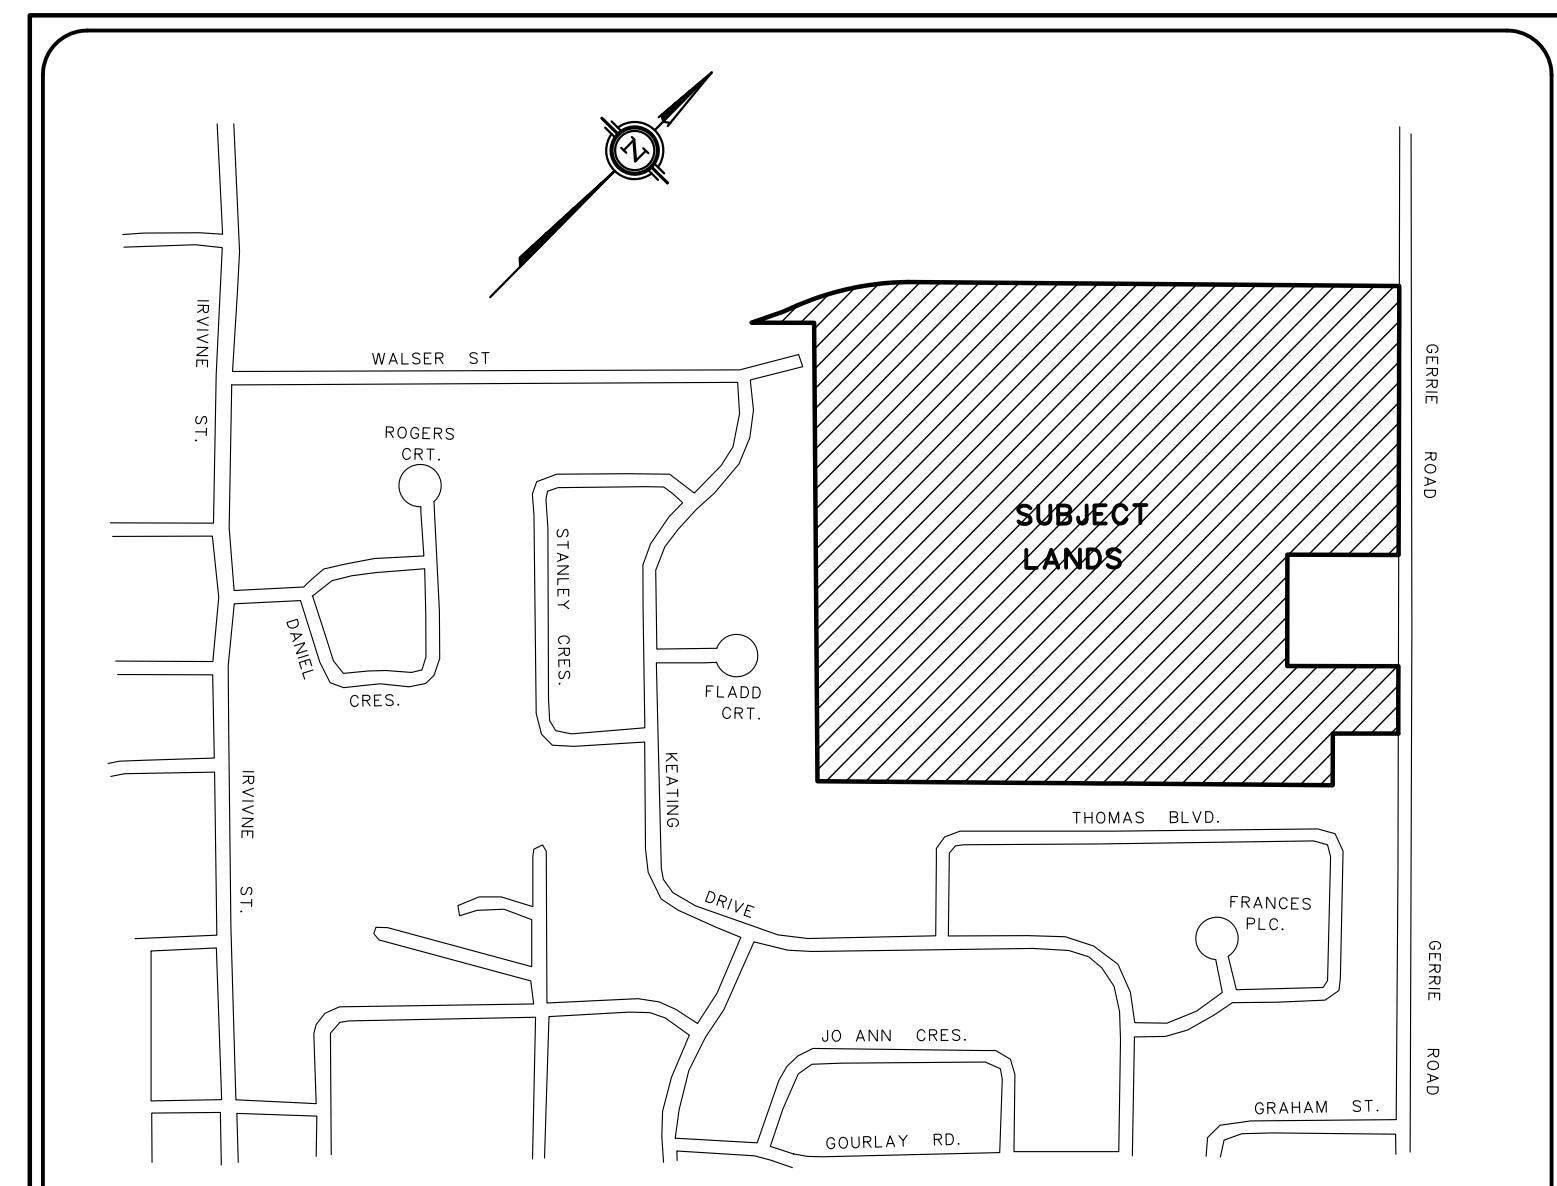 N
IRVIVNE ST.
WALSER ST
GERRIE ROAD
ROGERS
CRT.
SUBJECT
LANDS
STANLEY CRES.
DANIEL
CRES.
FLADD
CRT.
KEATING
DRIVE
IRVIVNE ST.
THOMAS BLVD.
FRANCES
PLC.
GERRIE ROAD
JO ANN CRES.
GRAHAM ST.
GOURLAY RD.